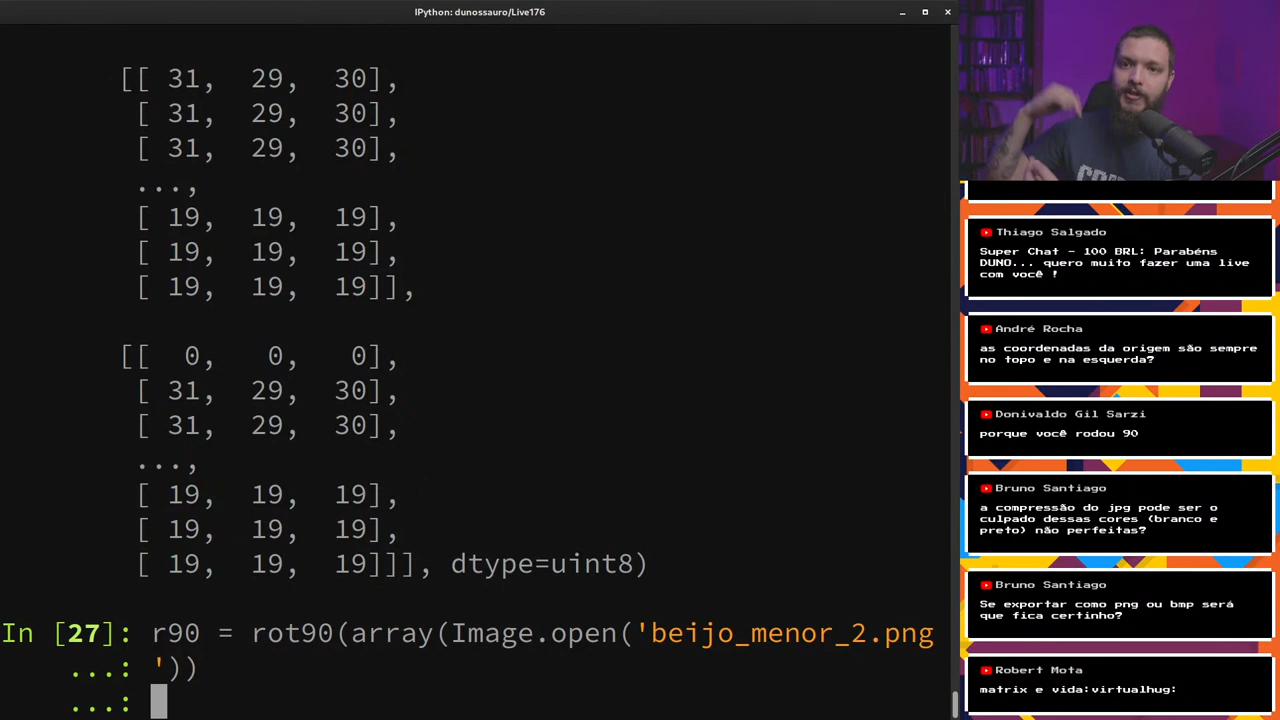 IPython: dunossauro/Live176
[[ 31, 29, 30],
[ 31, 29, 30],
[ 31, 29, 30],
...,
[ 19, 19, 19],
[ 19, 19, 19],
[ 19, 19, 19]],
[[ 0, 0, 0],
[ 31, 29, 30],
[ 31, 29, 30],
...,
[ 19, 19, 19],
[ 19, 19, 19],
[ 19, 19, 19]]], dtype=uint8)
In [27]: r90 = rot90(array(Image.open('beijo_menor_2.png
...: '))
...:
Thiago Salgado
Super Chat - 100 BRL: Parabéns
DUNO... quero muito fazer uma live
com você !
André Rocha
as coordenadas da origem são sempre
no topo e na esquerda?
Donivaldo Gil Sarzi
porque você rodou 90
Bruno Santiago
a compressão do jpg pode ser o
culpado dessas cores (branco e
preto) não perfeitas?
Bruno Santiago
Se exportar como png ou bmp será
que fica certinho?
Robert Mota
matrix e vida:virtualhug: